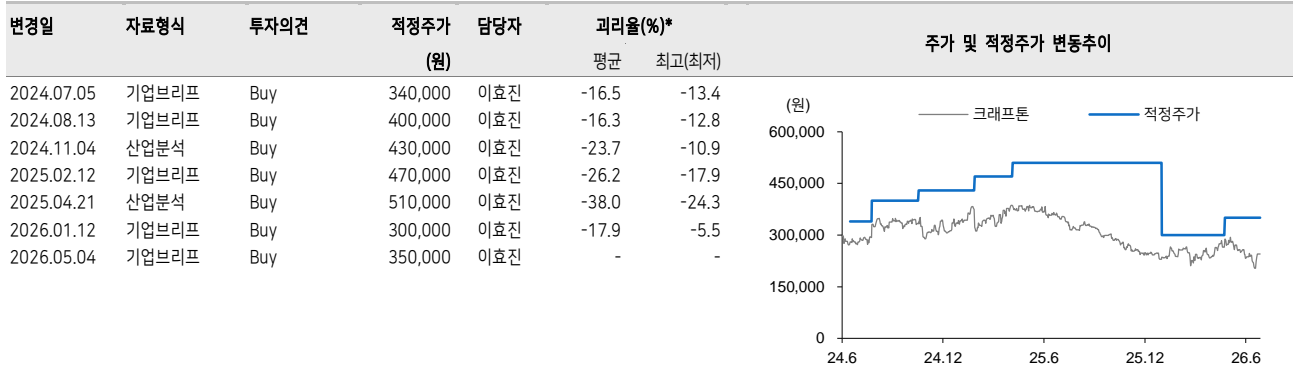 변경일 자료형식 투자의견 적정주가 담당자 괴리율(%)* 주가 및 적정주가 변동추이
(원) 평균 최고(최저)
2024.07.05 기업브리프 Buy 340,000 이효진 -16.5 -13.4
2024.08.13 기업브리프 Buy 400,000 이효진 -16.3 -12.8
2024.11.04 산업분석 Buy 430,000 이효진 -23.7 -10.9
2025.02.12 기업브리프 Buy 470,000 이효진 -26.2 -17.9
2025.04.21 산업분석 Buy 510,000 이효진 -38.0 -24.3
2026.01.12 기업브리프 Buy 300,000 이효진 -17.9 -5.5
2026.05.04 기업브리프 Buy 350,000 이효진 - -
(원) 크래프톤 적정주가
600,000
450,000
300,000
150,000
0
24.6 24.12 25.6 25.12 26.6